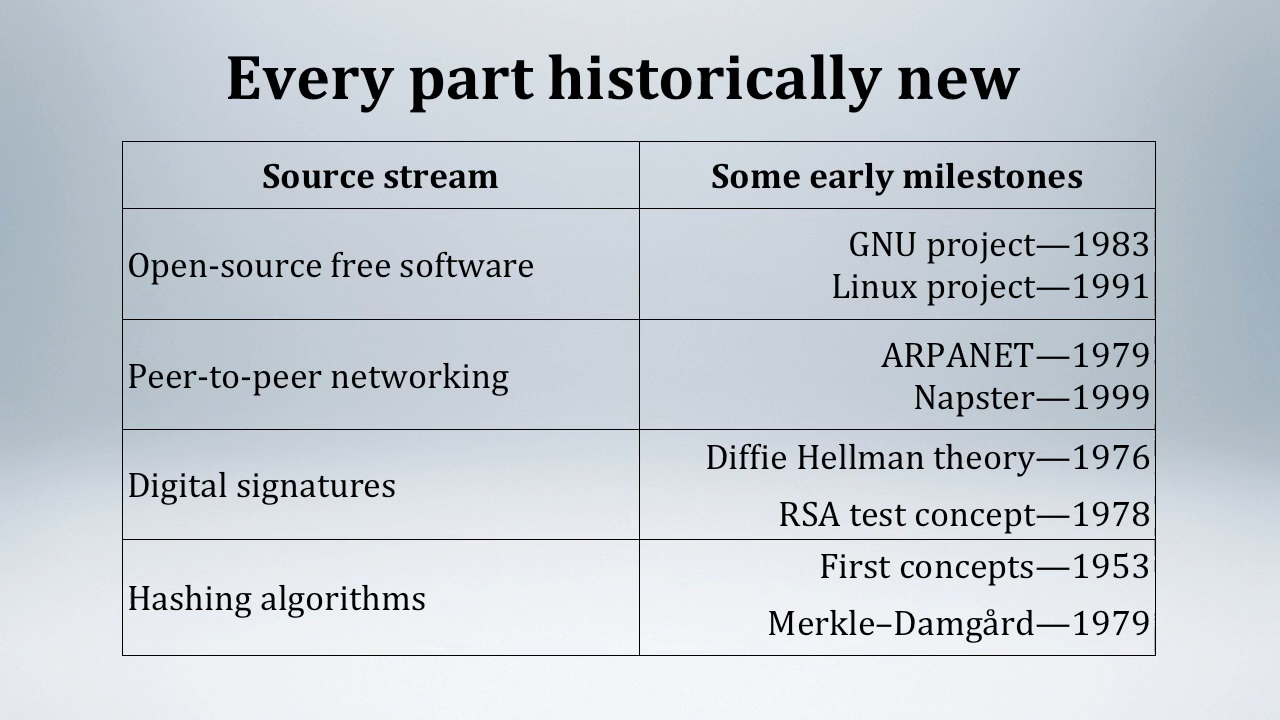 Every part historically new
Source stream
Some early milestones
Open-source free software
GNU project—1983
Linux project—1991
Peer-to-peer networking
ARPANET—1979
Napster—1999
Digital signatures
Diffie Hellman theory—1976
RSA test concept—1978
Hashing algorithms
First concepts—1953
Merkle–Damgård—1979